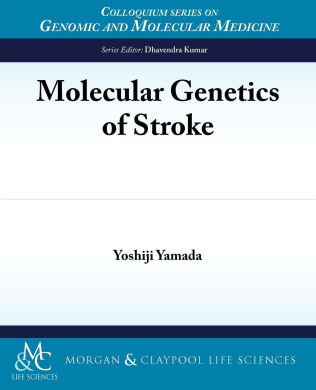 Colloquium series on
Genomic and Molecular Medicine
Series Editor: Dhavendra Kumar
Molecular Genetics
of Stroke
Yoshiji Yamada
M&C
LIFE SCIENCES
Morgan & Claypool Life Sciences